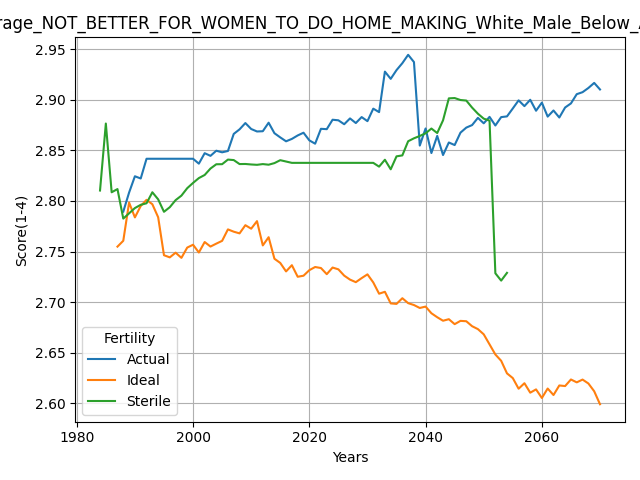 rage_NOT_BETTER_FOR_WOMEN_TO_DO_HOME_MAKING_White_Male_Below_
2.95
2.90
2.85
2.80
2.75
2.70
2.65
2.60
Score(1-4)
Fertility
Actual
Ideal
Sterile
1980
2000
2020
2040
2060
Years